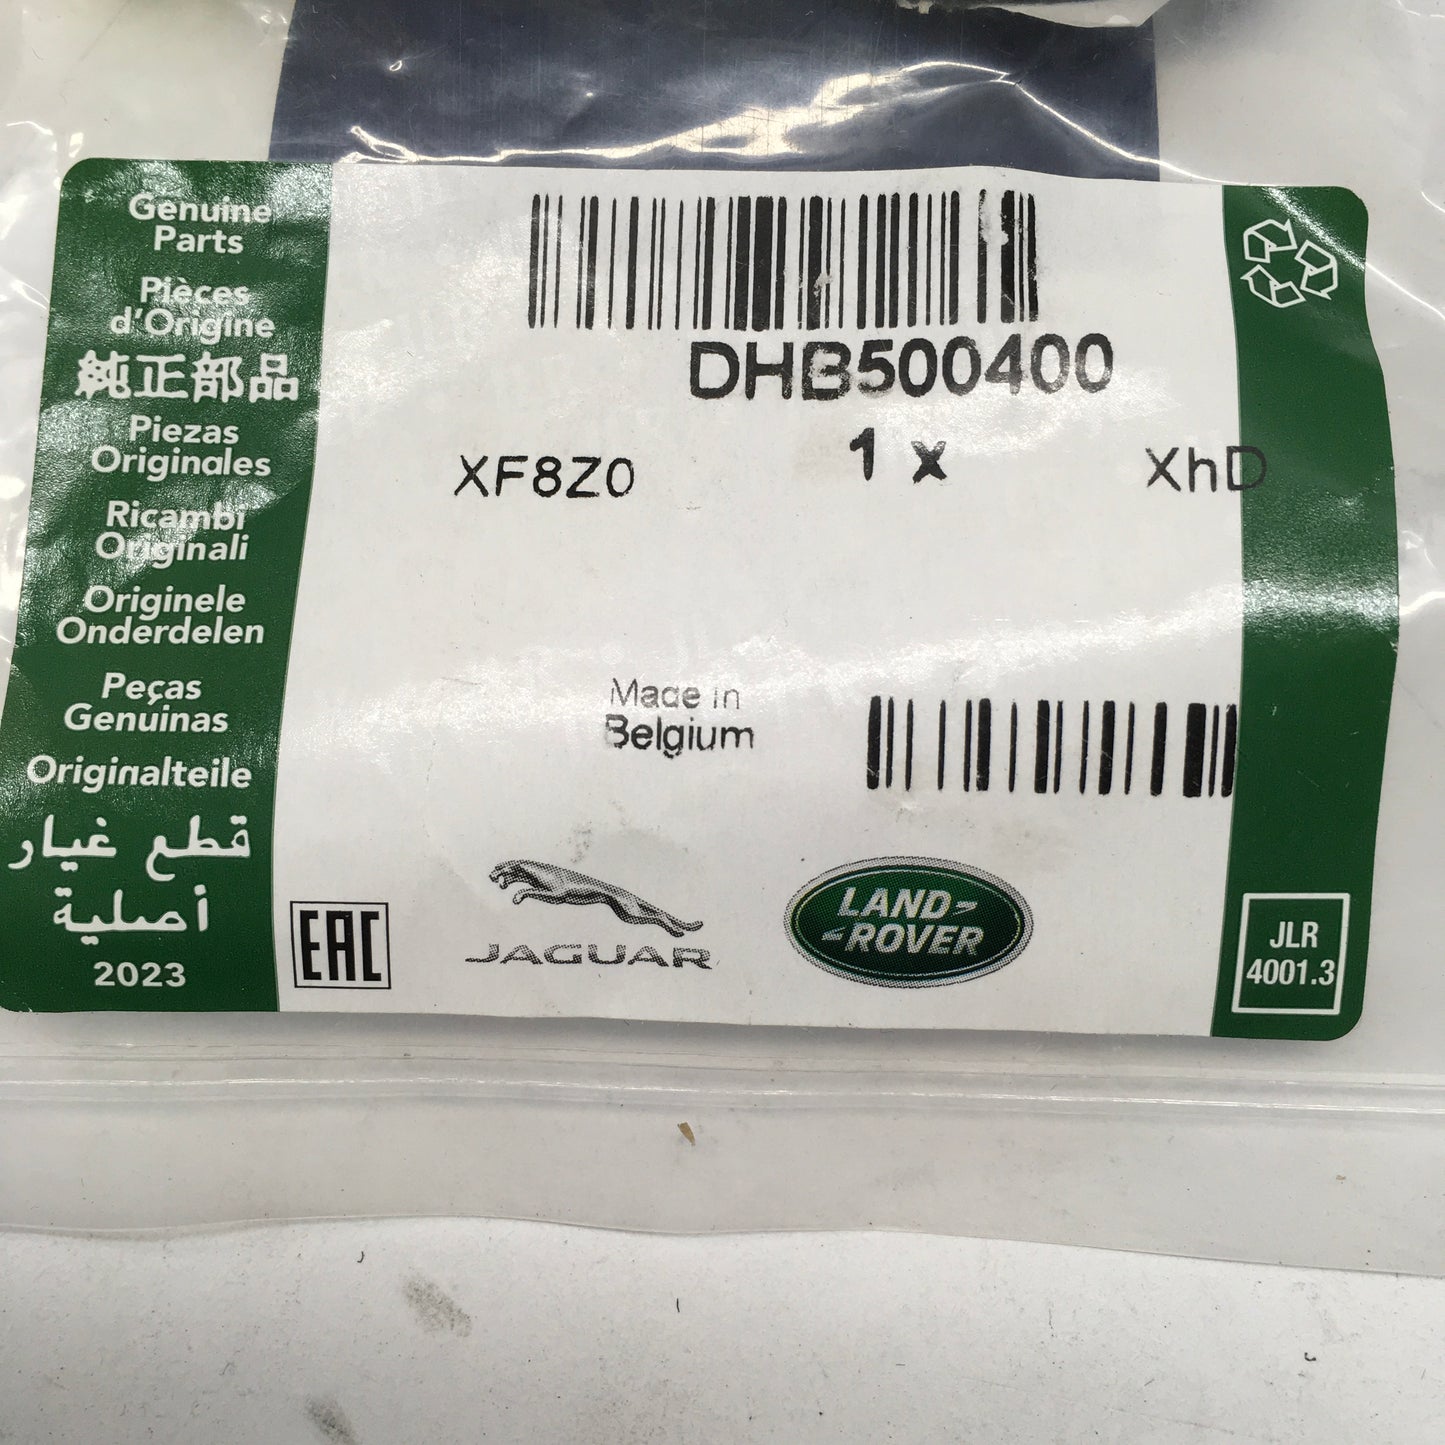 Genuine
Parts
Pièces
d'Origine
純正部品
Piezas
Originales
Ricambi
Originali
Originele
Onderdelen
Peças
Genuinas
Originalteile
قطع غيار
أصلية
2023
DHB500400
XF8Z0
1 x
XhD
Made in
Belgium
EAC
JAGUAR
LAND
ROVER
JLR
4001.3